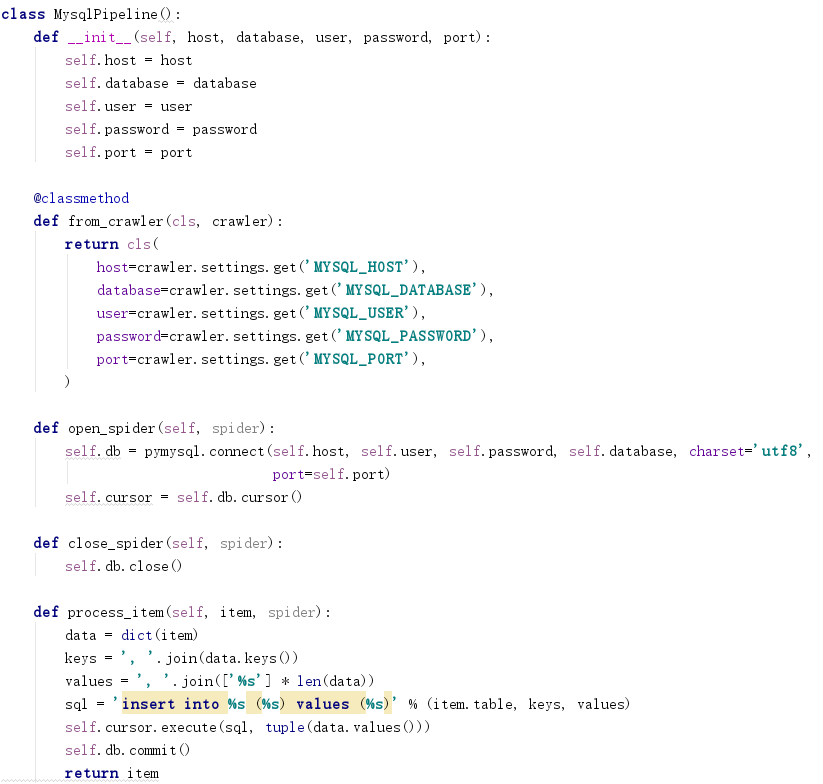 class MysqlPipeline():
    def __init__(self, host, database, user, password, port):
        self.host = host
        self.database = database
        self.user = user
        self.password = password
        self.port = port

    @classmethod
    def from_crawler(cls, crawler):
        return cls(
            host=crawler.settings.get('MYSQL_HOST'),
            database=crawler.settings.get('MYSQL_DATABASE'),
            user=crawler.settings.get('MYSQL_USER'),
            password=crawler.settings.get('MYSQL_PASSWORD'),
            port=crawler.settings.get('MYSQL_PORT'),
        )

    def open_spider(self, spider):
        self.db = pymysql.connect(self.host, self.user, self.password, self.database, charset='utf8',
                                  port=self.port)
        self.cursor = self.db.cursor()

    def close_spider(self, spider):
        self.db.close()

    def process_item(self, item, spider):
        data = dict(item)
        keys = ', '.join(data.keys())
        values = ', '.join(['%s'] * len(data))
        sql = 'insert into %s (%s) values (%s)' % (item.table, keys, values)
        self.cursor.execute(sql, tuple(data.values()))
        self.db.commit()
        return item